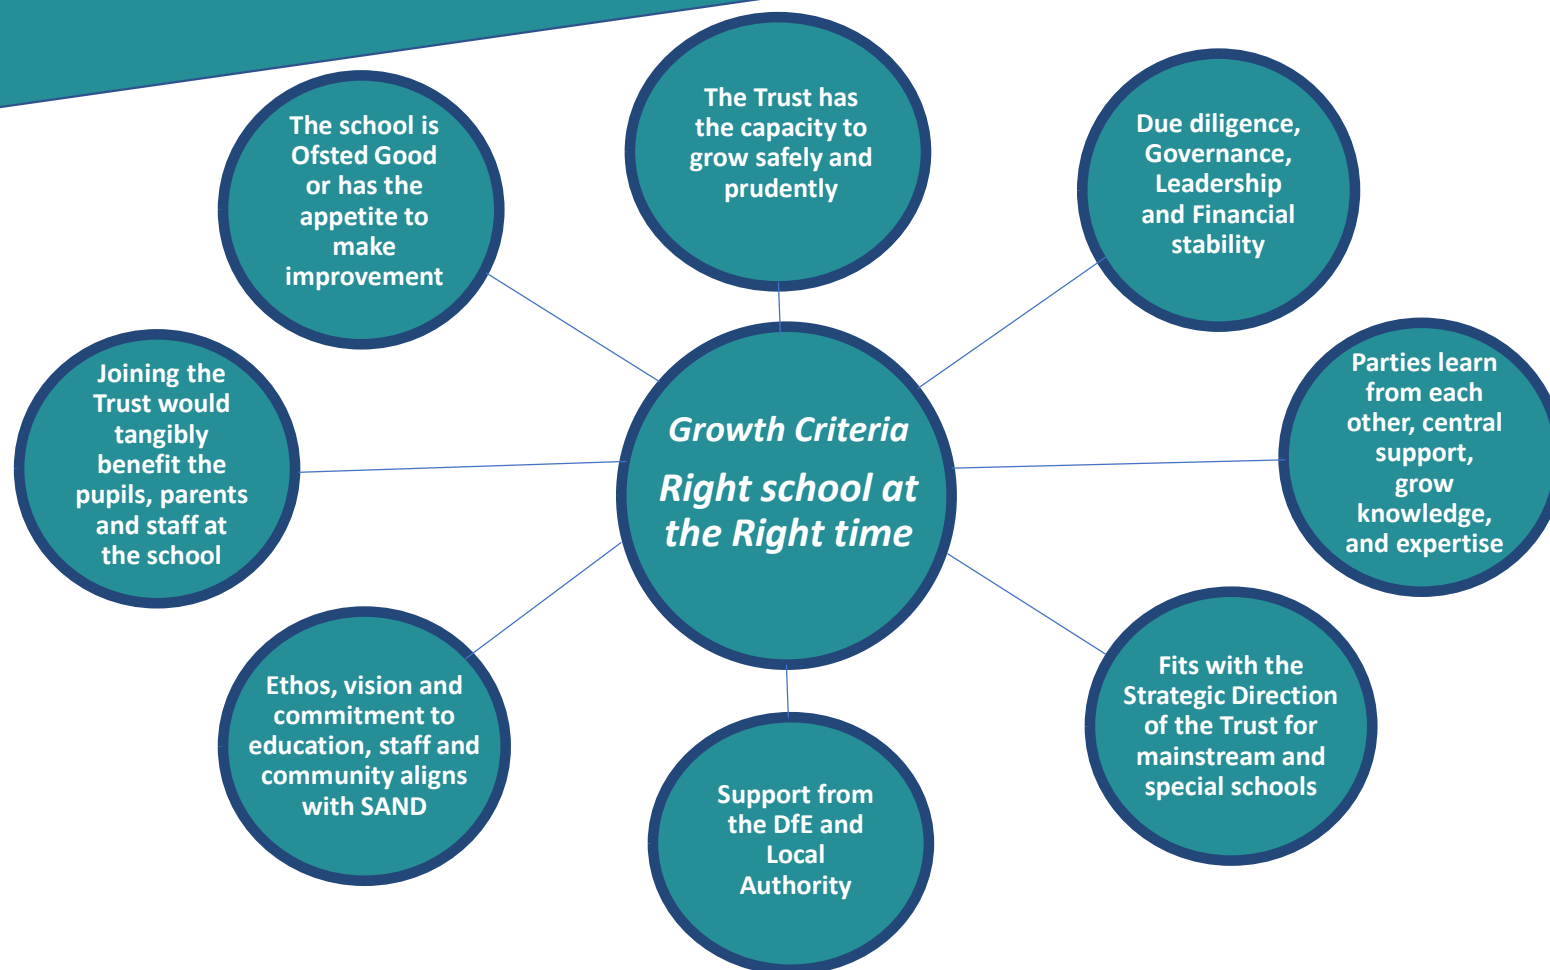 The Trust has
the capacity to
grow safely and
prudently
The school is
Ofsted Good
or has the
appetite to
make
improvement
Due diligence,
Governance,
Leadership
and Financial
stability
Joining the
Trust would
tangibly
benefit the
pupils, parents
and staff at
the school
Growth Criteria
Right school at
the Right time
Parties learn
from each
other, central
support,
grow
knowledge,
and expertise
Ethos, vision and
commitment to
education, staff and
community aligns
with SAND
Support from
the DfE and
Local
Authority
Fits with the
Strategic Direction
of the Trust for
mainstream and
special schools